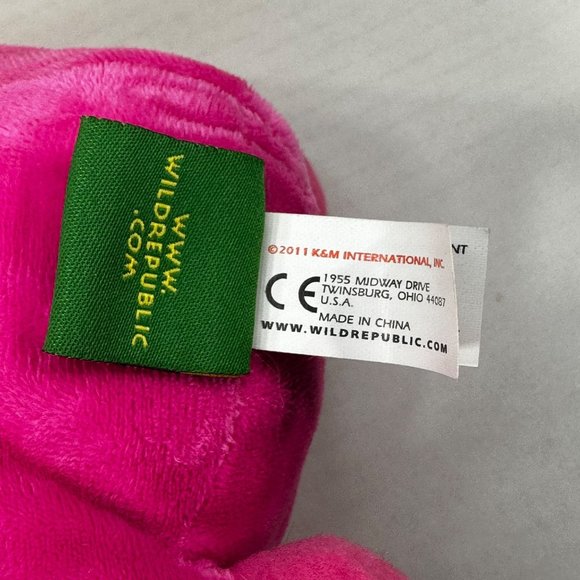 WWW.
WILDREPUBLIC
.COM
©2011 K&M INTERNATIONAL, INC.
CE 1955 MIDWAY DRIVE
TWINSBURG, OHIO 44087
U.S.A.
MADE IN CHINA
WWW.WILDREPUBLIC.COM
NT